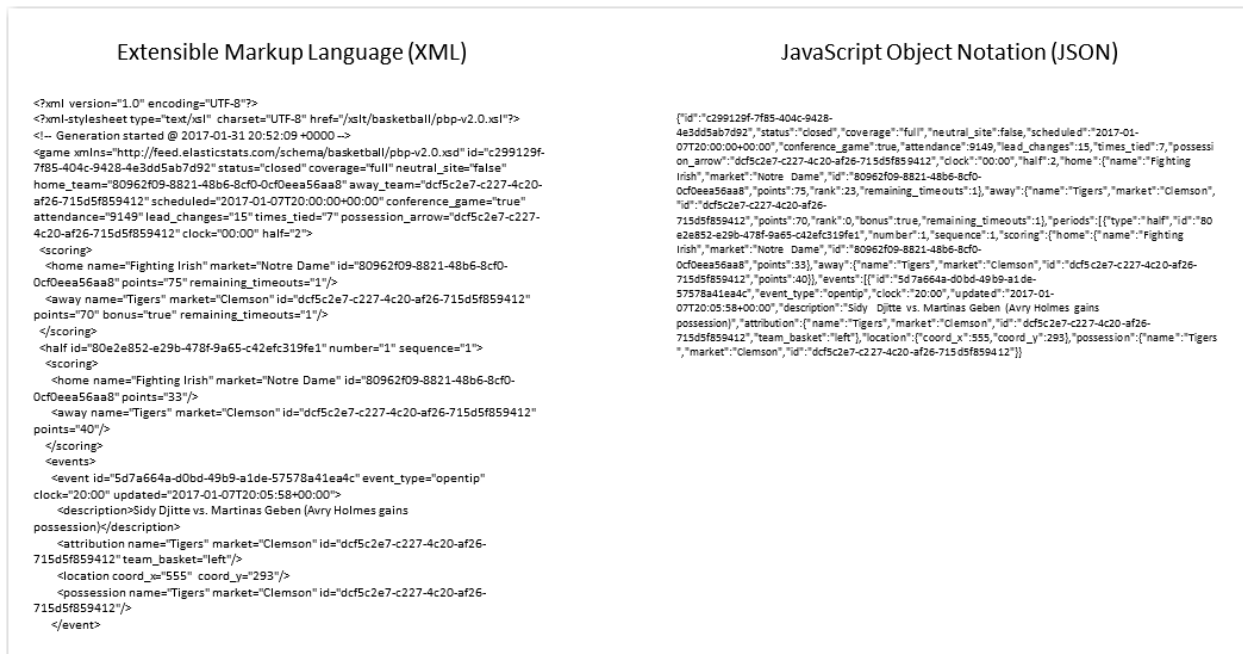 Extensible Markup Language (XML)
<?xml version="1.0" encoding="UTF-8"?>
<?xml-stylesheet type="text/xsl" charset="UTF-8" href="/xslt/basketball/pbp-v2.0.xsl"?>
<!-- Generation started @ 2017-01-31 20:52:09 +0000 -->
<game xmlns="http://feed.elasticstats.com/schema/basketball/pbp-v2.0.xsd" id="c299129f-
7f85-404c-9428-4e3dd5ab7d92" status="closed" coverage="full" neutral_site="false"
home_team="80962f09-8821-48b6-8cf0-0cf0eea56aa8" away_team="dcf5c2e7-c227-4c20-
af26-715d5f859412" scheduled="2017-01-07T20:00:00+00:00" conference_game="true"
attendance="9149" lead_changes="15" times_tied="7" possession_arrow="dcf5c2e7-c227-
4c20-af26-715d5f859412" clock="00:00" half="2">
<scoring>
<home name="Fighting Irish" market="Notre Dame" id="80962f09-8821-48b6-8cf0-
0cf0eea56aa8" points="75" remaining_timeouts="1"/>
<away name="Tigers" market="Clemson" id="dcf5c2e7-c227-4c20-af26-715d5f859412"
points="70" bonus="true" remaining_timeouts="1"/>
</scoring>
<half id="80e2e852-e29b-478f-9a65-c42efc319fe1" number="1" sequence="1">
<scoring>
<home name="Fighting Irish" market="Notre Dame" id="80962f09-8821-48b6-8cf0-
0cf0eea56aa8" points="33"/>
<away name="Tigers" market="Clemson" id="dcf5c2e7-c227-4c20-af26-715d5f859412"
points="40"/>
</scoring>
<events>
<event id="5d7a664a-d0bd-49b9-a1de-57578a41ea4c" event_type="opentip"
clock="20:00" updated="2017-01-07T20:05:58+00:00">
<description>Sidy Djitte vs. Martinas Geben (Avry Holmes gains
possession)</description>
<attribution name="Tigers" market="Clemson" id="dcf5c2e7-c227-4c20-af26-
715d5f859412" team_basket="left"/>
<location coord_x="555" coord_y="293"/>
<possession name="Tigers" market="Clemson" id="dcf5c2e7-c227-4c20-af26-
715d5f859412"/>
</event>
JavaScript Object Notation (JSON)
{"id":"c299129f-7f85-404c-9428-
4e3dd5ab7d92","status":"closed","coverage":"full","neutral_site":false,"scheduled":"2017-01-
07T20:00:00+00:00","conference_game":true,"attendance":9149,"lead_changes":15,"times_tied":7,"possessi
on_arrow":"dcf5c2e7-c227-4c20-af26-715d5f859412","clock":"00:00","half":2,"home":{"name":"Fighting
Irish","market":"Notre Dame","id":"80962f09-8821-48b6-8cf0-
0cf0eea56aa8","points":75,"rank":23,"remaining_timeouts":1},"away":{"name":"Tigers","market":"Clemson",
"id":"dcf5c2e7-c227-4c20-af26-
715d5f859412","points":70,"rank":0,"bonus":true,"remaining_timeouts":1},"periods":[{"type":"half","id":"80
e2e852-e29b-478f-9a65-c42efc319fe1","number":1,"sequence":1,"scoring":{"home":{"name":"Fighting
Irish","market":"Notre Dame","id":"80962f09-8821-48b6-8cf0-
0cf0eea56aa8","points":33},"away":{"name":"Tigers","market":"Clemson","id":"dcf5c2e7-c227-4c20-af26-
715d5f859412","points":40}},"events":[{"id":"5d7a664a-d0bd-49b9-a1de-
57578a41ea4c","event_type":"opentip","clock":"20:00","updated":"2017-01-
07T20:05:58+00:00","description":"Sidy Djitte vs. Martinas Geben (Avry Holmes gains
possession)","attribution":{"name":"Tigers","market":"Clemson","id":"dcf5c2e7-c227-4c20-af26-
715d5f859412","team_basket":"left"},"location":{"coord_x":555,"coord_y":293},"possession":{"name":"Tigers
","market":"Clemson","id":"dcf5c2e7-c227-4c20-af26-715d5f859412"}}